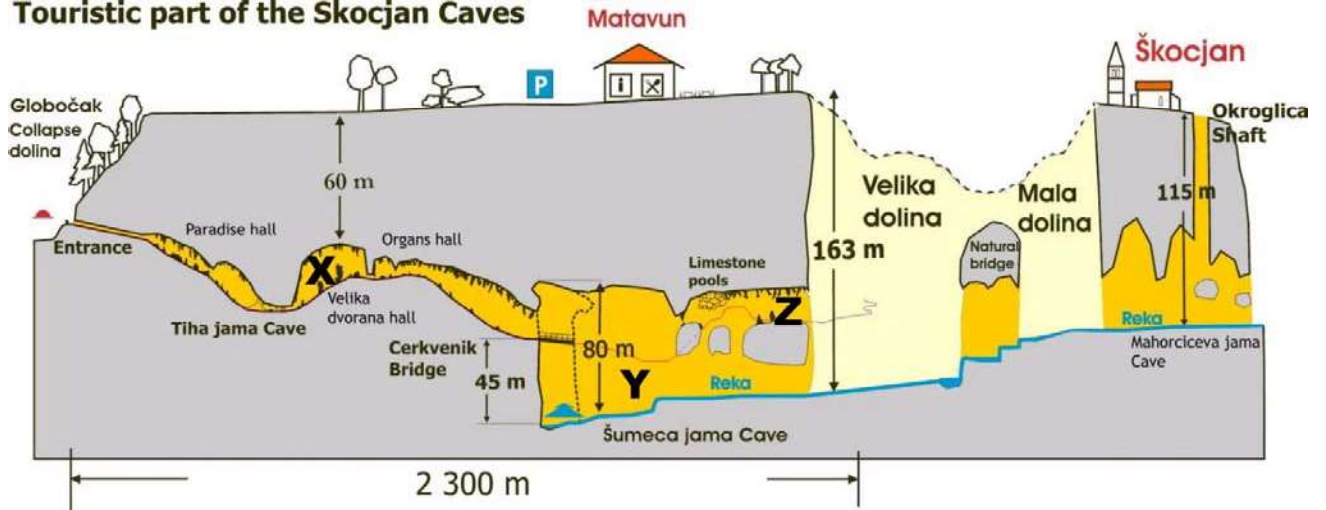 Touristic part of the Skocjan Caves
Matavun
Škocjan
P
i
Globočak
Collapse
dolina
Okroglica
Shaft
60 m
Velika
dolina
Mala
dolina
115 m
Entrance
Paradise hall
Organs hall
X
163 m
Natural
bridge
Limestone
pools
Z
Velika
dvorana hall
Tiha jama Cave
Cerkvenik
Bridge
80 m
45 m
Y
Reka
Reka
Mahorciceva jama
Cave
Šumeca jama Cave
2 300 m